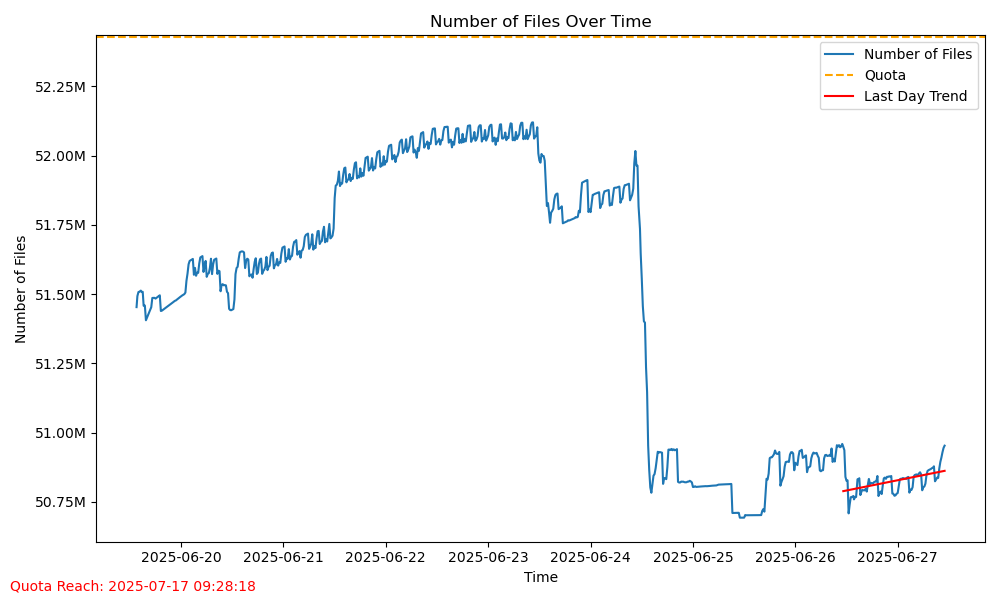 Number of Files Over Time
Number of Files
Quota
Last Day Trend
52.25M
52.00M
51.75M
51.50M
51.25M
51.00M
50.75M
Number of Files
2025-06-20
2025-06-21
2025-06-22
2025-06-23
2025-06-24
2025-06-25
2025-06-26
2025-06-27
Time
Quota Reach: 2025-07-17 09:28:18